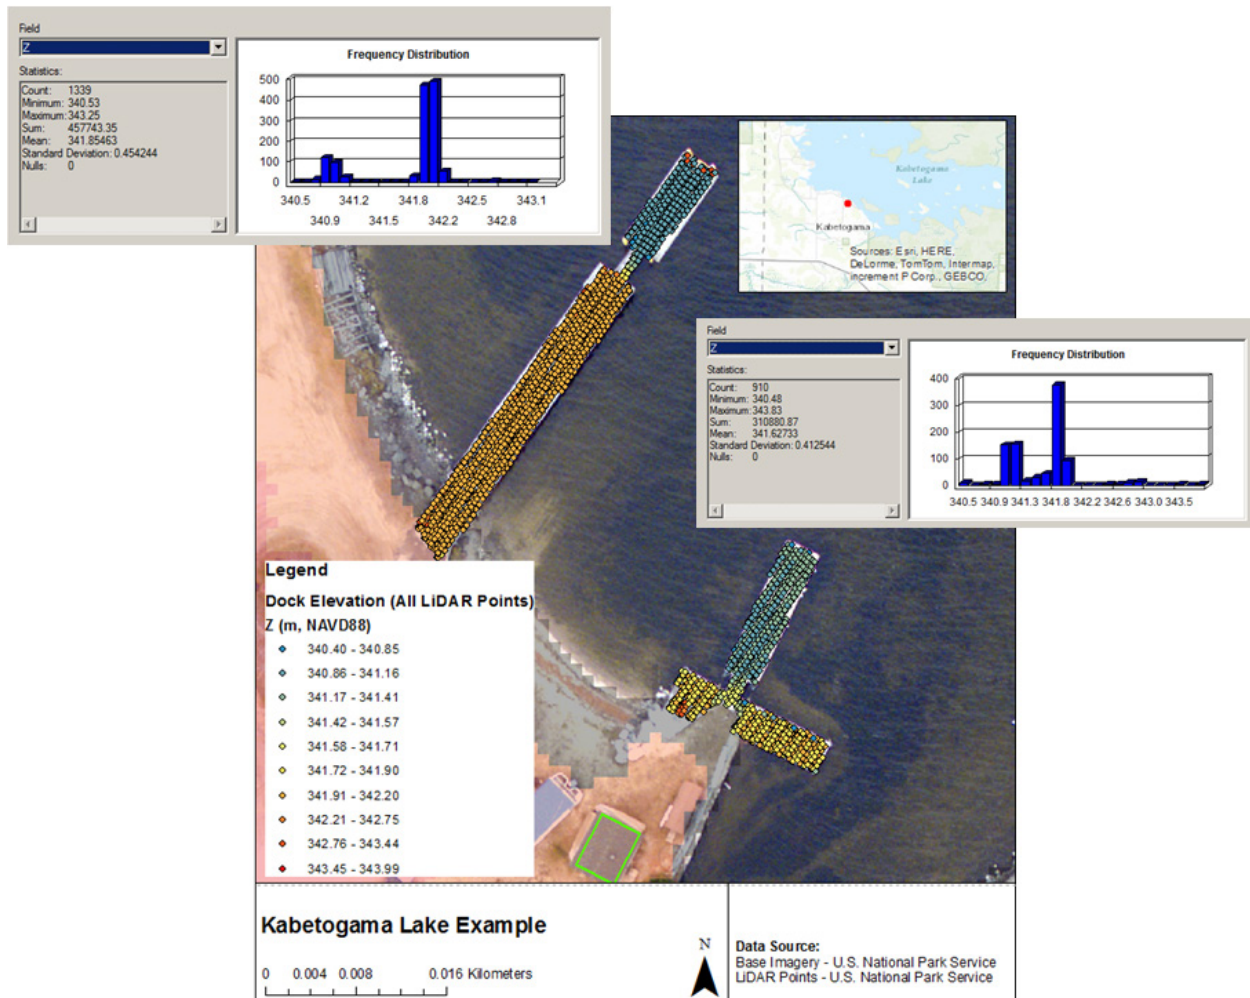 Field
Z
Statistics:
Count: 1339
Minimum: 340.53
Maximum: 343.25
Sum: 457743.35
Mean: 341.85463
Standard Deviation: 0.454244
Nulls: 0
Frequency Distribution
500
400
300
200
100
0
340.5 341.2 341.8 342.5 343.1
340.9 341.5 342.2 342.8
Kabetogama
Lake
Kabetogama
Sources: Esri, HERE,
DeLorme, TomTom, Intermap,
increment P Corp., GEBCO,
Field
Z
Statistics:
Count: 910
Minimum: 340.48
Maximum: 343.83
Sum: 310880.87
Mean: 341.62733
Standard Deviation: 0.412544
Nulls: 0
Frequency Distribution
400
300
200
100
0
340.5 340.9 341.3 341.8 342.2 342.6 343.0 343.5
Legend
Dock Elevation (All LiDAR Points)
Z (m, NAVD88)
340.40 - 340.85
340.86 - 341.16
341.17 - 341.41
341.42 - 341.57
341.58 - 341.71
341.72 - 341.90
341.91 - 342.20
342.21 - 342.75
342.76 - 343.44
343.45 - 343.99
Kabetogama Lake Example
0 0.004 0.008 0.016 Kilometers
N
Data Source:
Base Imagery - U.S. National Park Service
LiDAR Points - U.S. National Park Service